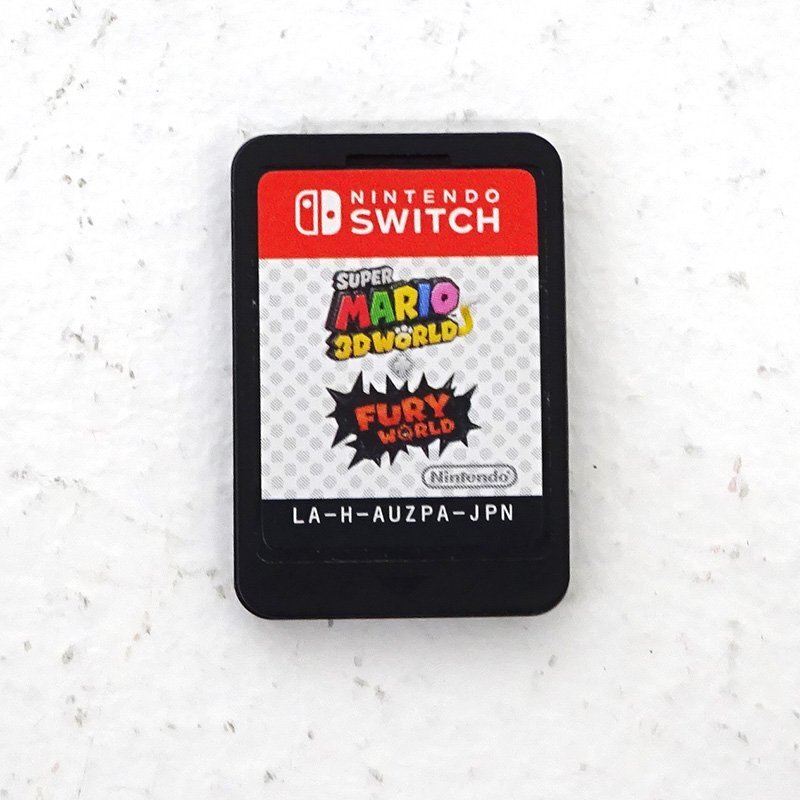 NINTENDO
SWITCH
SUPER
MARIO
3D WORLD
FURY
WORLD
Nintendo
LA-H-AUZPA-JPN